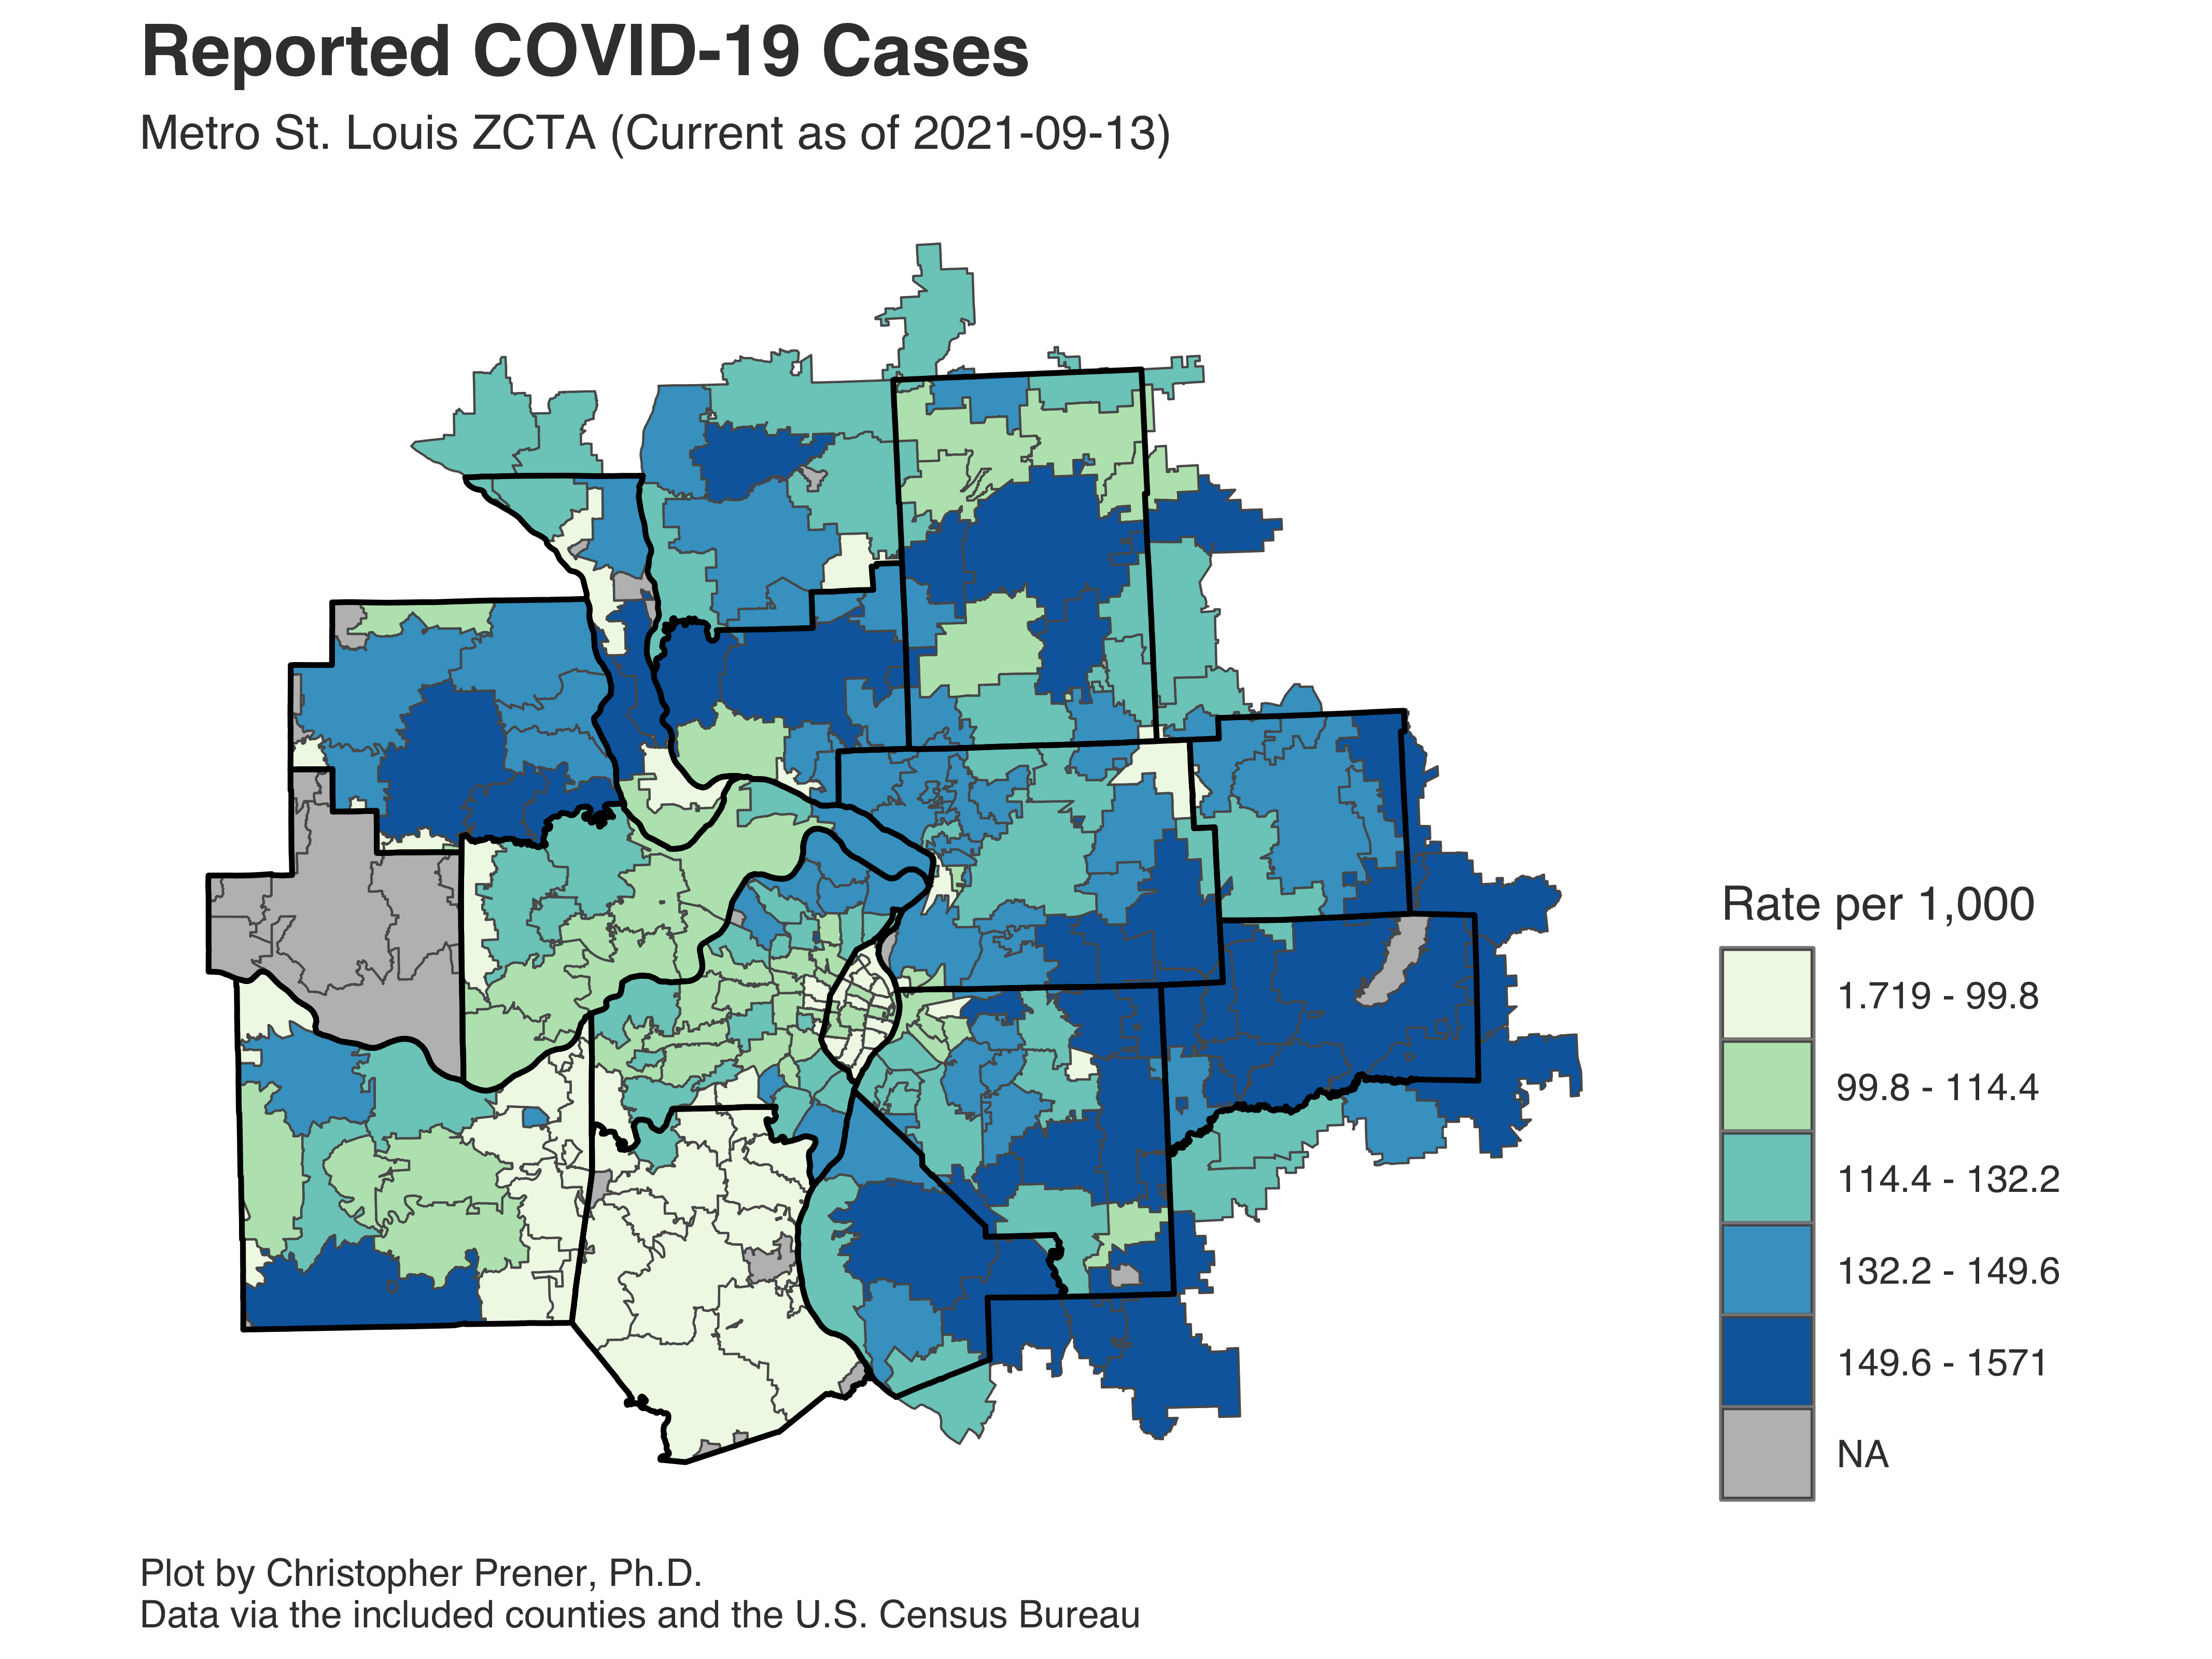 Reported COVID-19 Cases
Metro St. Louis ZCTA (Current as of 2021-09-13)
Rate per 1,000
1.719 - 99.8
99.8 - 114.4
114.4 - 132.2
132.2 - 149.6
149.6 - 1571
NA
Plot by Christopher Prener, Ph.D.
Data via the included counties and the U.S. Census Bureau